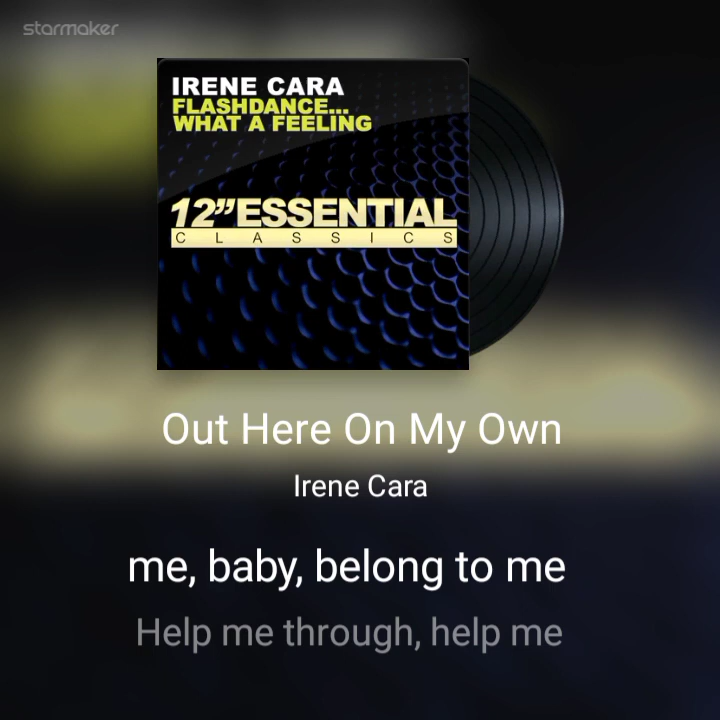 starmaker
IRENE CARA
FLASHDANCE...
WHAT A FEELING
12”ESSENTIAL
CLASSICS
Out Here On My Own
Irene Cara
me, baby, belong to me
Help me through, help me